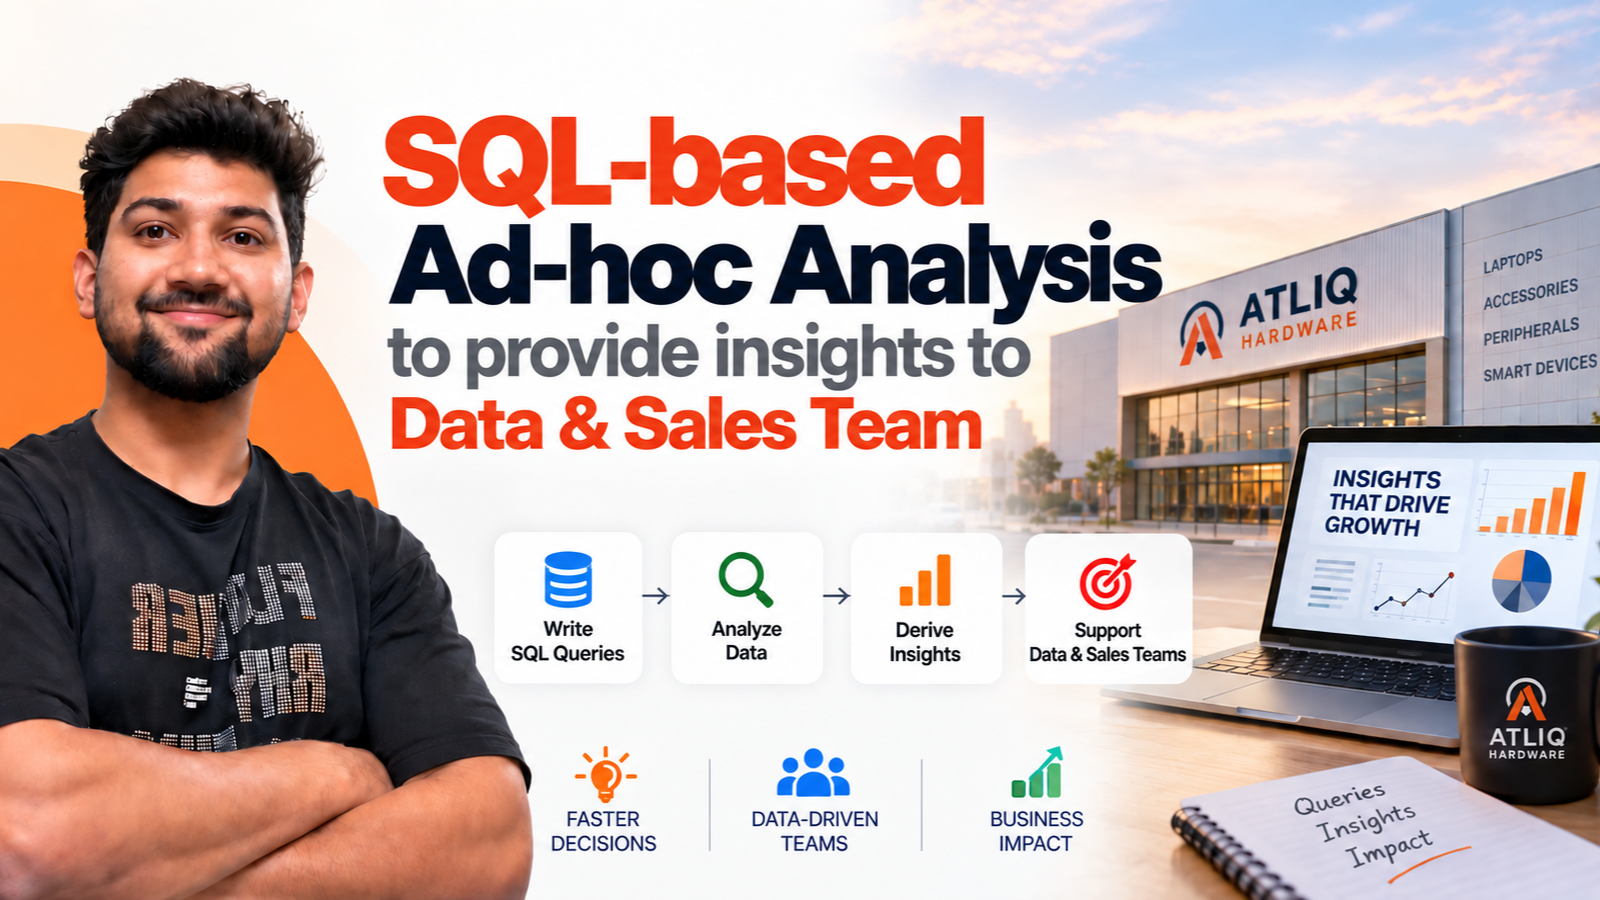 SQL-based
Ad-hoc Analysis
to provide insights to
Data & Sales Team
ATLIQ
HARDWARE
LAPTOPS
ACCESSORIES
PERIPHERALS
SMART DEVICES
INSIGHTS
THAT DRIVE
GROWTH
Write
SQL Queries
Analyze
Data
Derive
Insights
Support
Data & Sales Teams
FASTER
DECISIONS
DATA-DRIVEN
TEAMS
BUSINESS
IMPACT
ATLIQ
HARDWARE
Queries
Insights
Impact